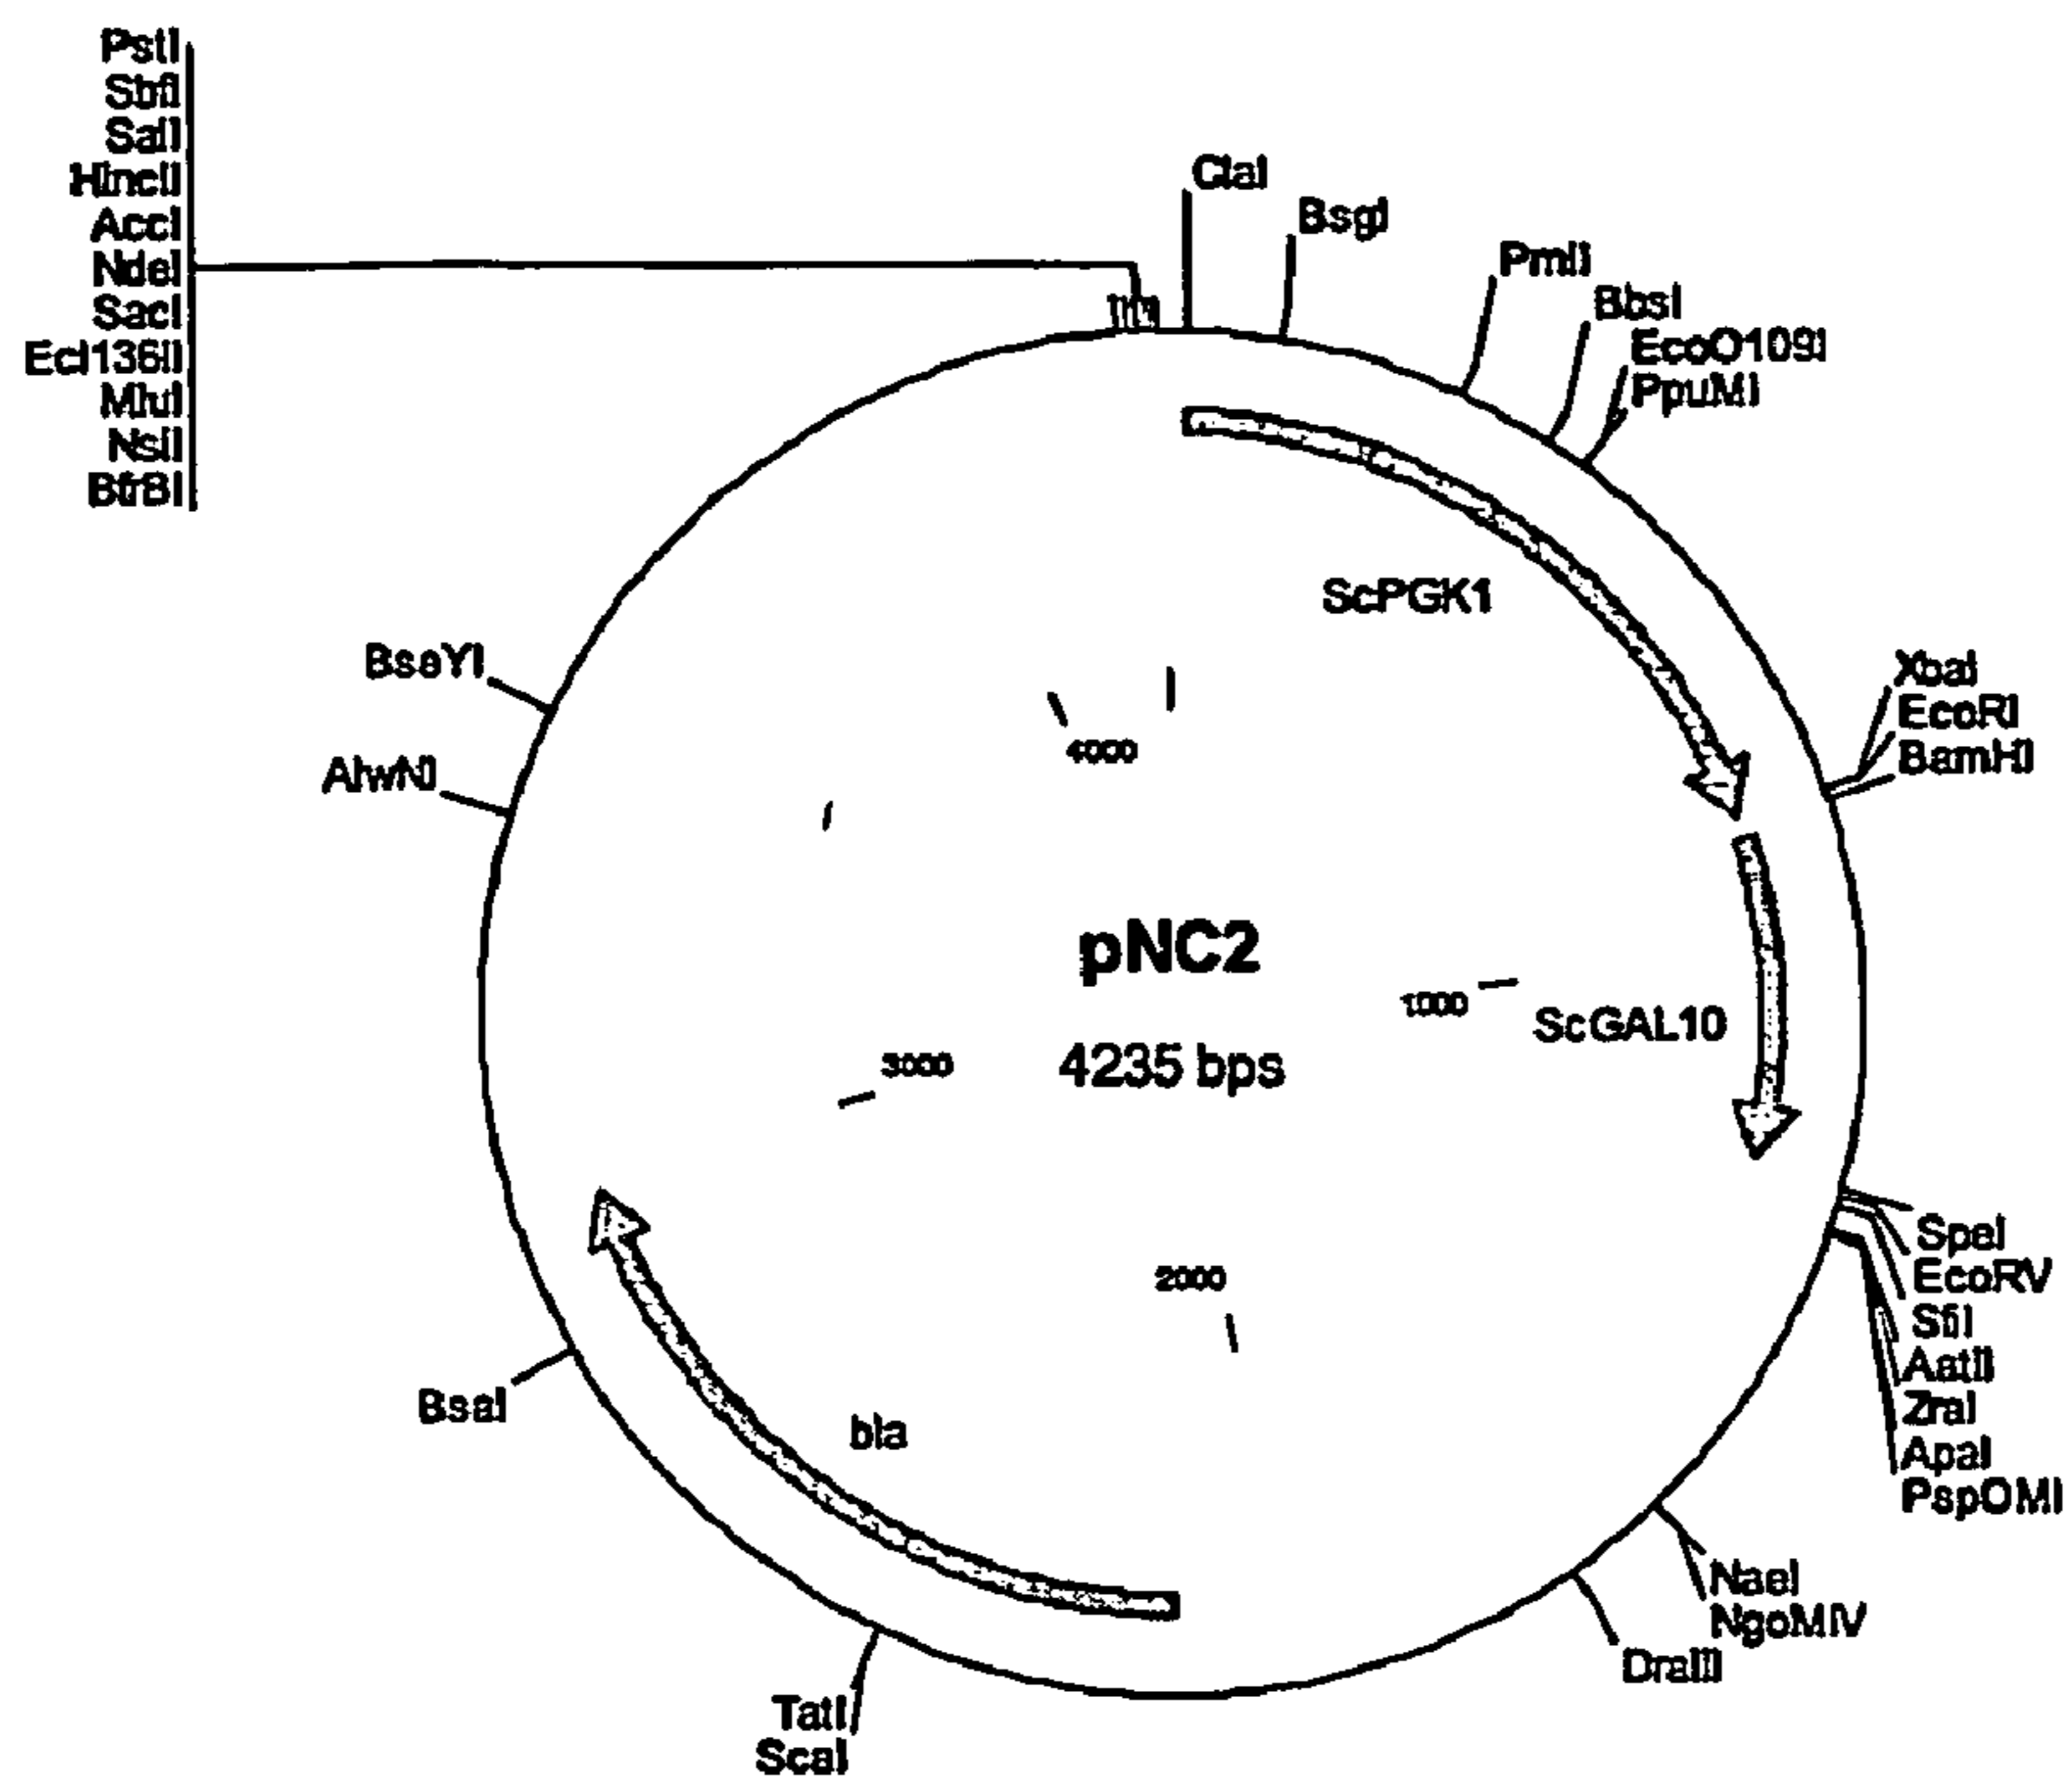 PstI
SbfI
SalI
HincII
AccI
NdeI
SacI
Ecl136II
MluI
NsiI
BfrBI
ClaI
BsgI
PmlI
BbsI
EcoO109I
PpuMI
ScPGK1
XbaI
EcoRI
BamHI
BseYI
AlwNI
4000
pNC2
1000
ScGAL10
3000
4235 bps
SpeI
EcoRV
SfiI
AatII
ZraI
ApaI
PspOMI
2000
BsaI
bla
NaeI
NgoMIV
DraIII
TatI
ScaI